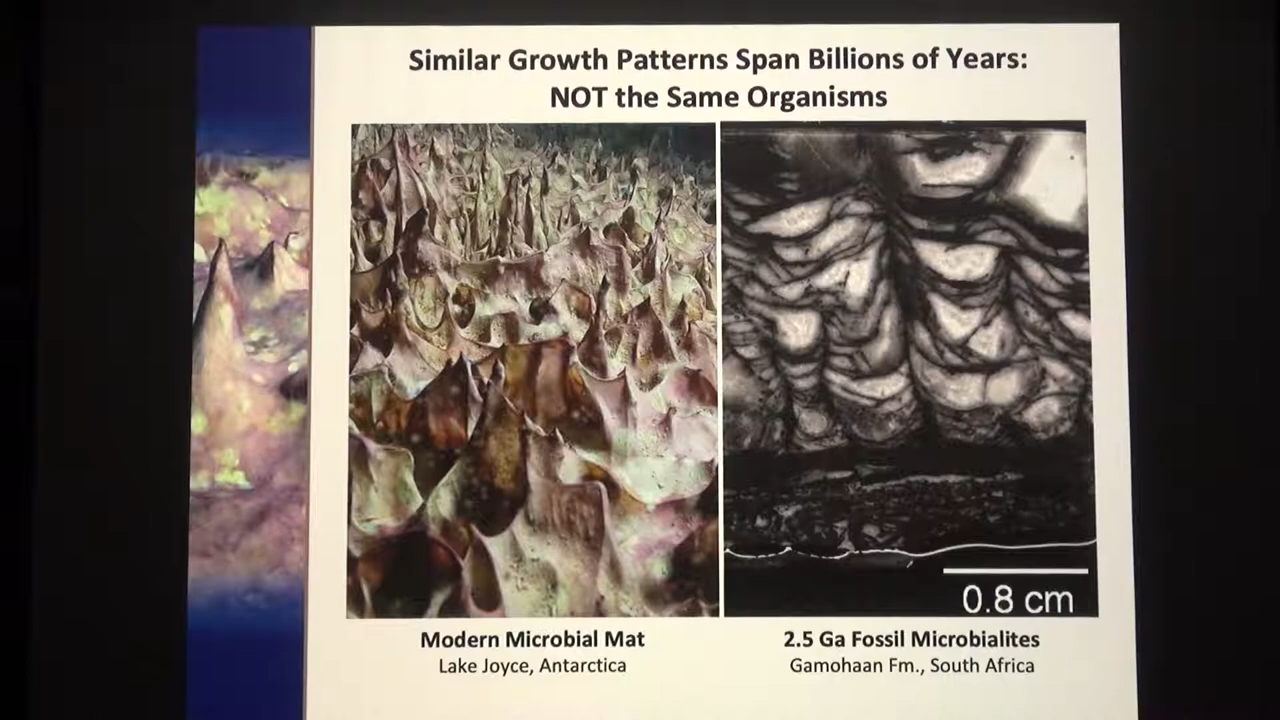 Similar Growth Patterns Span Billions of Years:
NOT the Same Organisms
0.8 cm
Modern Microbial Mat
Lake Joyce, Antarctica
2.5 Ga Fossil Microbialites
Gamohaan Fm., South Africa